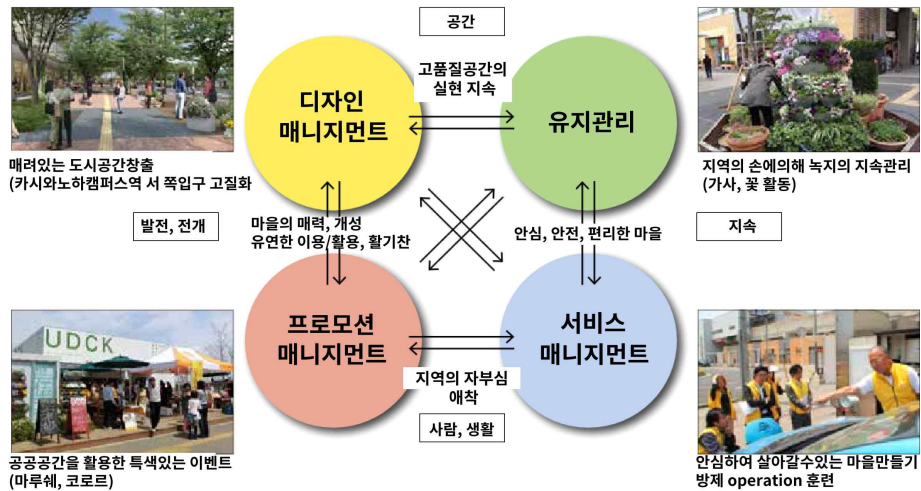 공간
고품질공간의
실현 지속
디자인
매니지먼트
유지관리
매려있는 도시공간창출
(카시와노하캠퍼스역 서 쪽입구 고질화
지역의 손에의해 녹지의 지속관리
(가사, 꽃 활동)
발전, 전개
마을의 매력, 개성
유연한 이용/활용, 활기찬
안심, 안전, 편리한 마을
지속
프로모션
매니지먼트
서비스
매니지먼트
UDCK
지역의 자부심
애착
사람, 생활
공공공간을 활용한 특색있는 이벤트
(마루쉐, 코로르)
안심하여 살아갈수있는 마을만들기
방제 operation 훈련